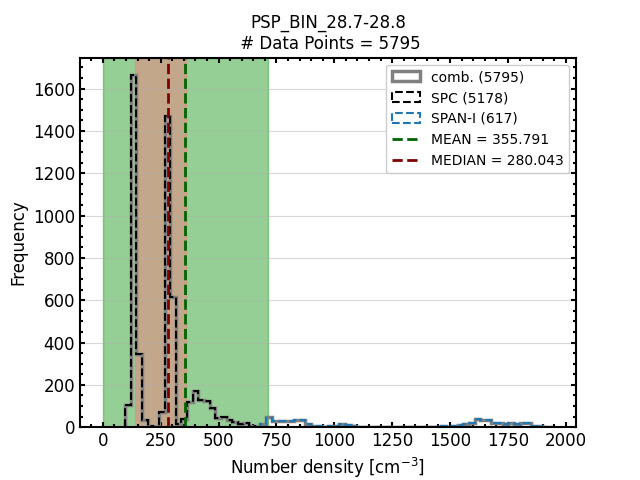 PSP_BIN_28.7-28.8
# Data Points = 5795
comb. (5795)
SPC (5178)
SPAN-I (617)
MEAN = 355.791
MEDIAN = 280.043
Frequency
1600
1400
1200
1000
800
600
400
200
0
0 250 500 750 1000 1250 1500 1750 2000
Number density [cm⁻³]